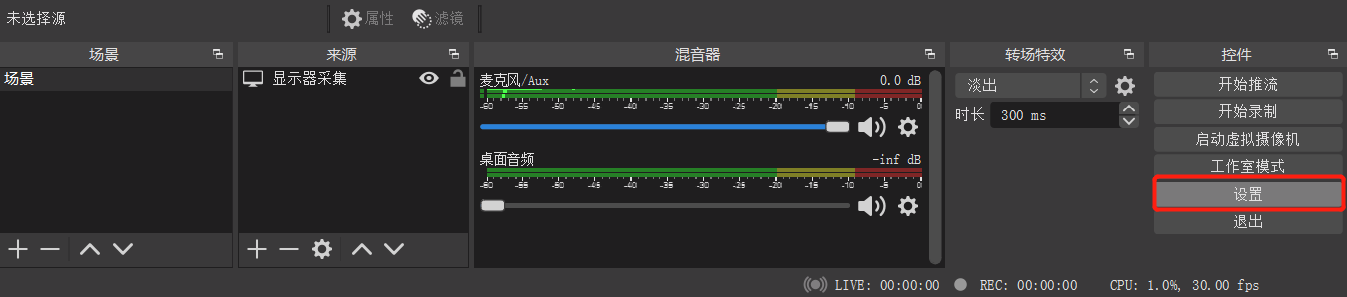 未选择源
属性
滤镜
场景
来源
混音器
转场特效
控件
场景
显示器采集
麦克风/Aux
0.0 dB
-60 -55 -50 -45 -40 -35 -30 -25 -20 -15 -10 -5 0
桌面音频
-inf dB
-60 -55 -50 -45 -40 -35 -30 -25 -20 -15 -10 -5 0
淡出
时长
300 ms
开始推流
开始录制
启动虚拟摄像机
工作室模式
设置
退出
LIVE: 00:00:00
REC: 00:00:00
CPU: 1.0%, 30.00 fps